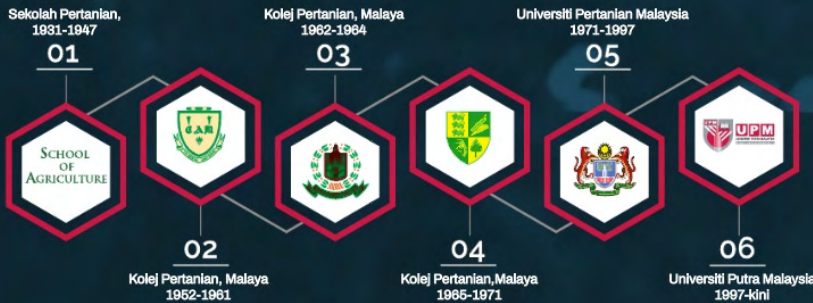 Sekolah Pertanian,
1931-1947
01
SCHOOL
OF
AGRICULTURE
02
Kolej Pertanian, Malaya
1952-1961
Kolej Pertanian, Malaya
1962-1964
03
04
Kolej Pertanian,Malaya
1965-1971
Universiti Pertanian Malaysia
1971-1997
05
UPM
06
Universiti Putra Malaysia
1997-kini